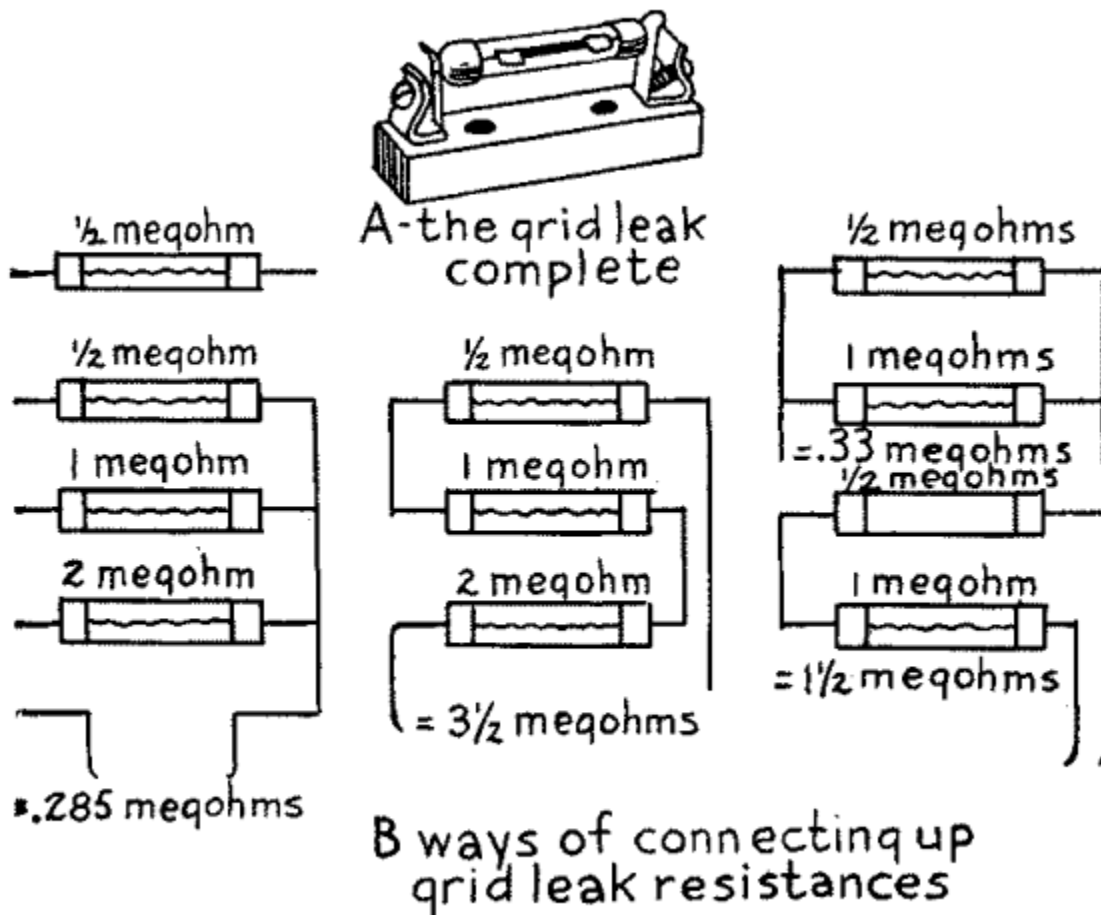 A-the grid leak
complete
½ megohm
½ megohm
1 megohm
2 megohm
=.285 megohms
½ megohm
1 megohm
2 megohm
= 3½ megohms
½ megohms
1 megohms
=.33 megohms
½ megohms
1 megohm
=1½ megohms
B ways of connecting up
grid leak resistances